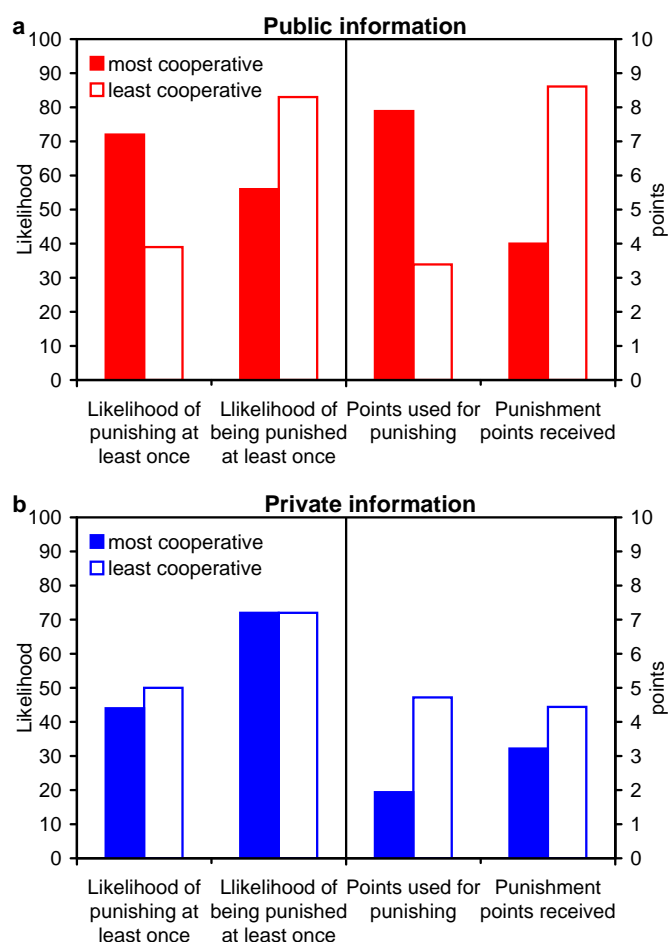 a
Public information
most cooperative
least cooperative
100
90
80
70
60
50
40
30
20
10
0
Likelihood
10
9
8
7
6
5
4
3
2
1
0
points
Likelihood of
punishing at
least once
Llikelihood of
being punished
at least once
Points used for
punishing
Punishment
points received
b
Private information
most cooperative
least cooperative
100
90
80
70
60
50
40
30
20
10
0
Likelihood
10
9
8
7
6
5
4
3
2
1
0
points
Likelihood of
punishing at
least once
Llikelihood of
being punished
at least once
Points used for
punishing
Punishment
points received